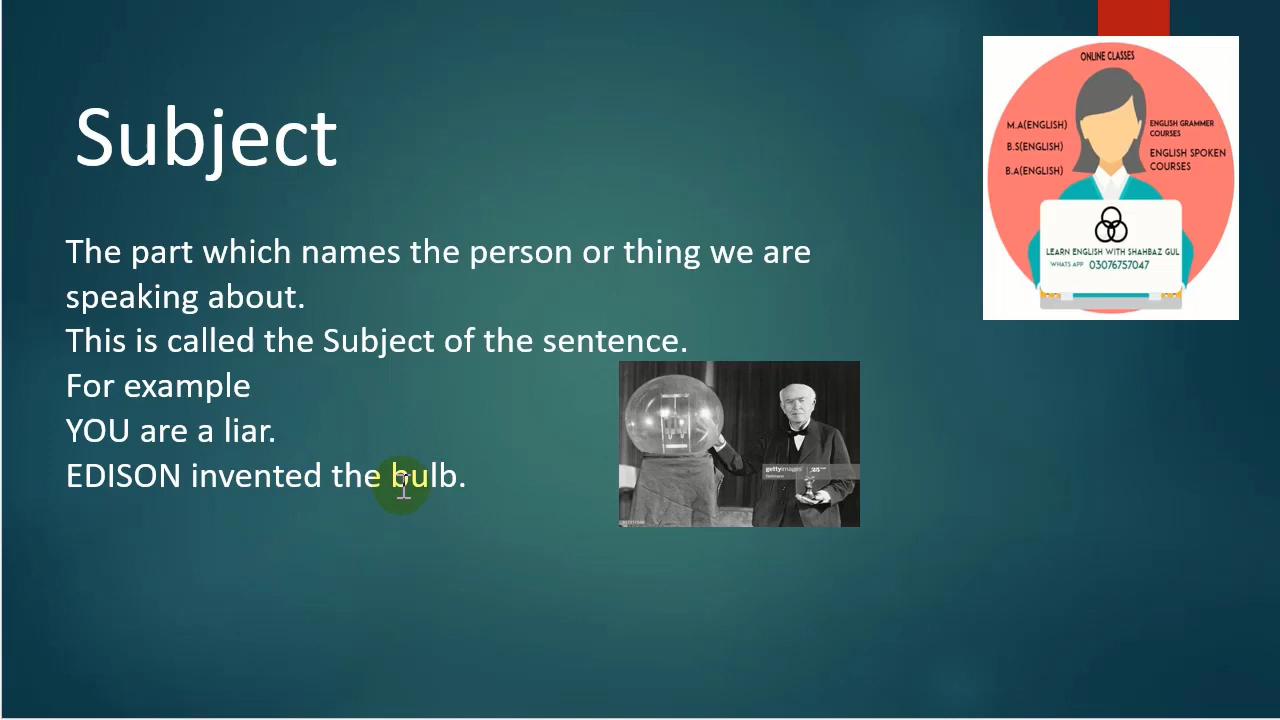 Subject
The part which names the person or thing we are
speaking about.
This is called the Subject of the sentence.
For example
YOU are a liar.
EDISON invented the bulb.
ONLINE CLASSES
M.A(ENGLISH)
B.S(ENGLISH)
B.A(ENGLISH)
ENGLISH GRAMMER
COURSES
ENGLISH SPOKEN
COURSES
LEARN ENGLISH WITH SHAHBAZ GUL
WHATS APP 03076757047
gettyimages